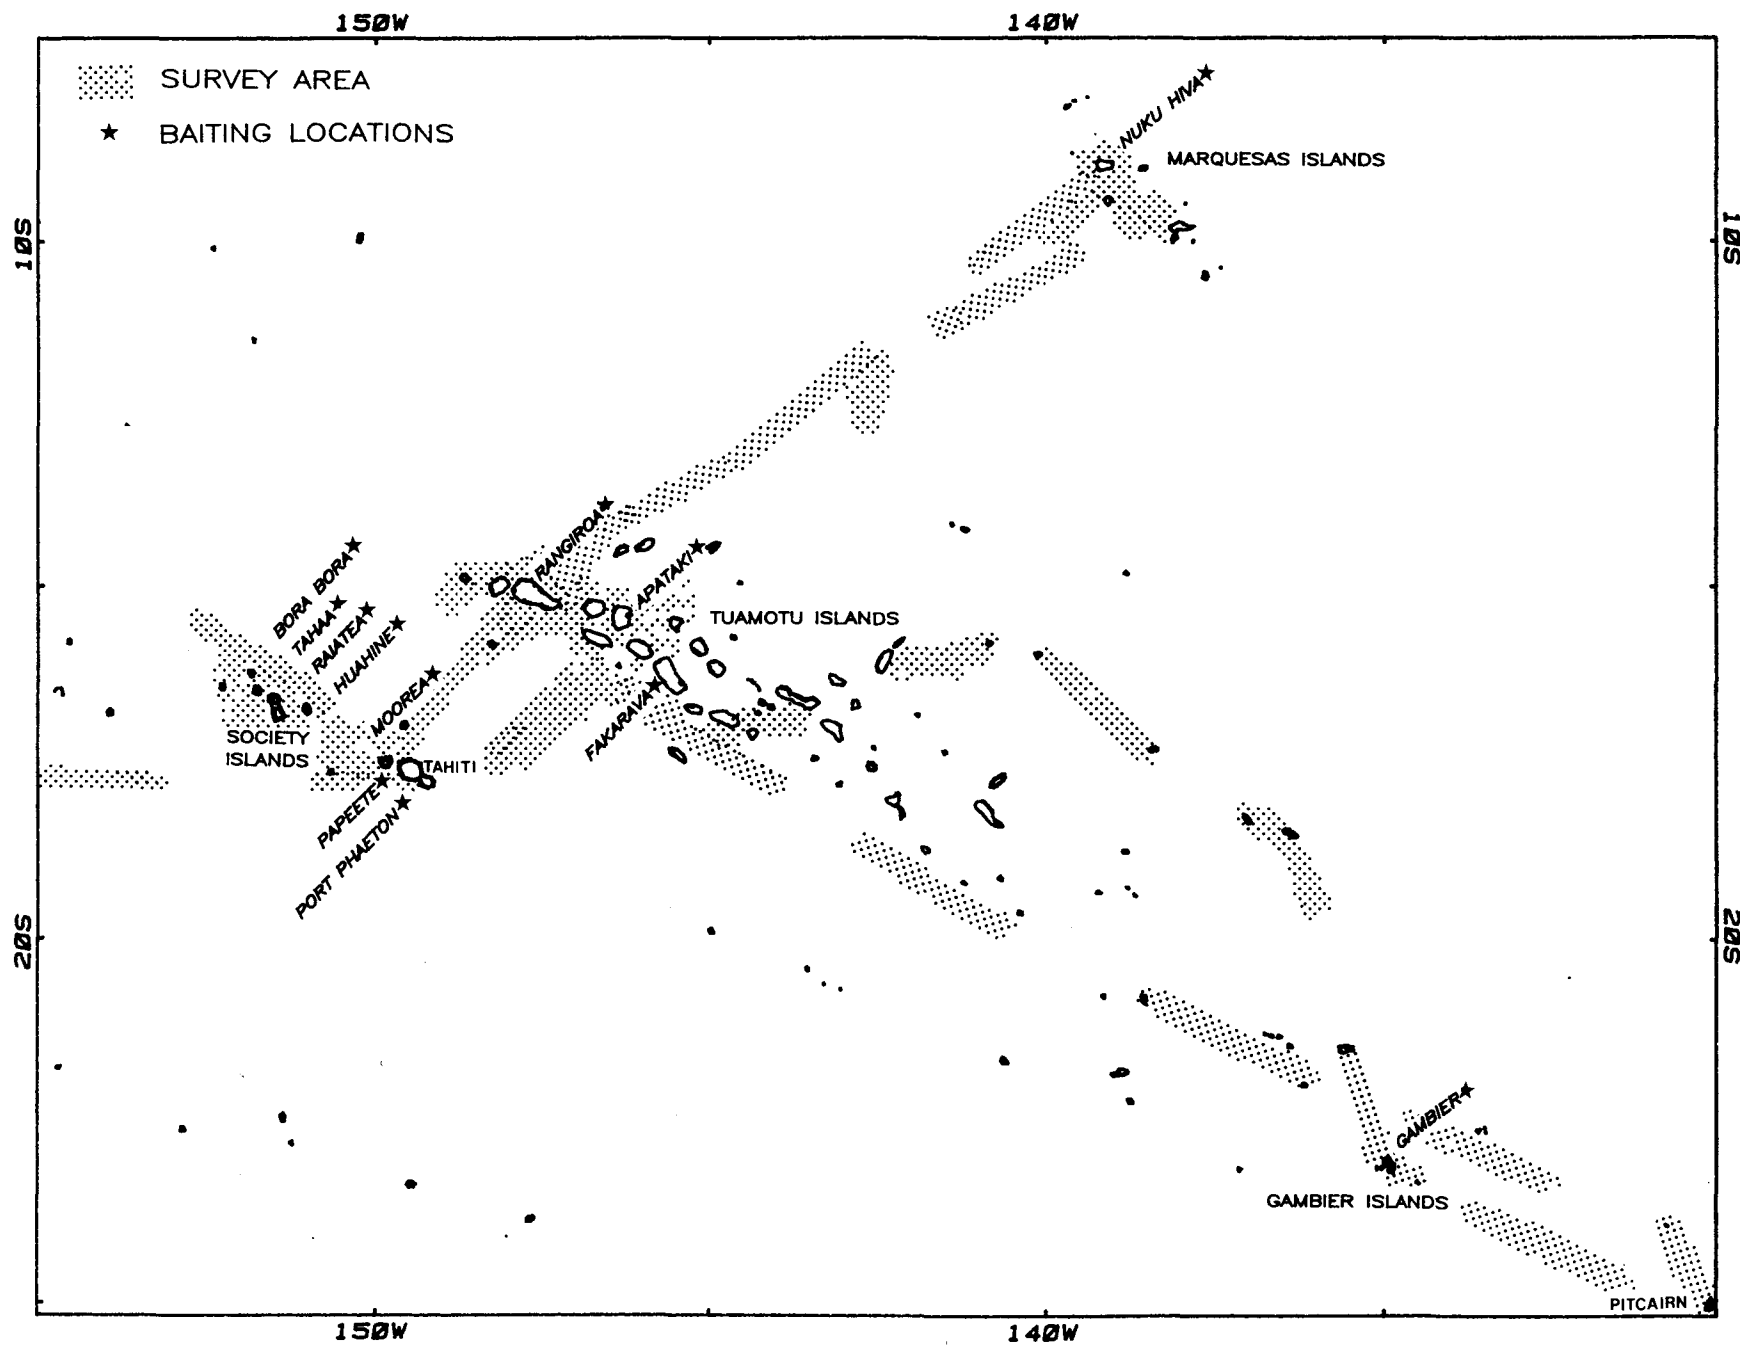 150W 140W
SURVEY AREA
BAITING LOCATIONS
NUKU HIVA
MARQUESAS ISLANDS
10S 10S
RANGIROA
APATAKI
BORA BORA
TAHAA
RAIATEA
HUAHINE
TUAMOTU ISLANDS
MOOREA
FAKARAVA
SOCIETY
ISLANDS
TAHITI
PAPEETE
PORT PHAETON
20S 20S
GAMBIER
GAMBIER ISLANDS
PITCAIRN
150W 140W